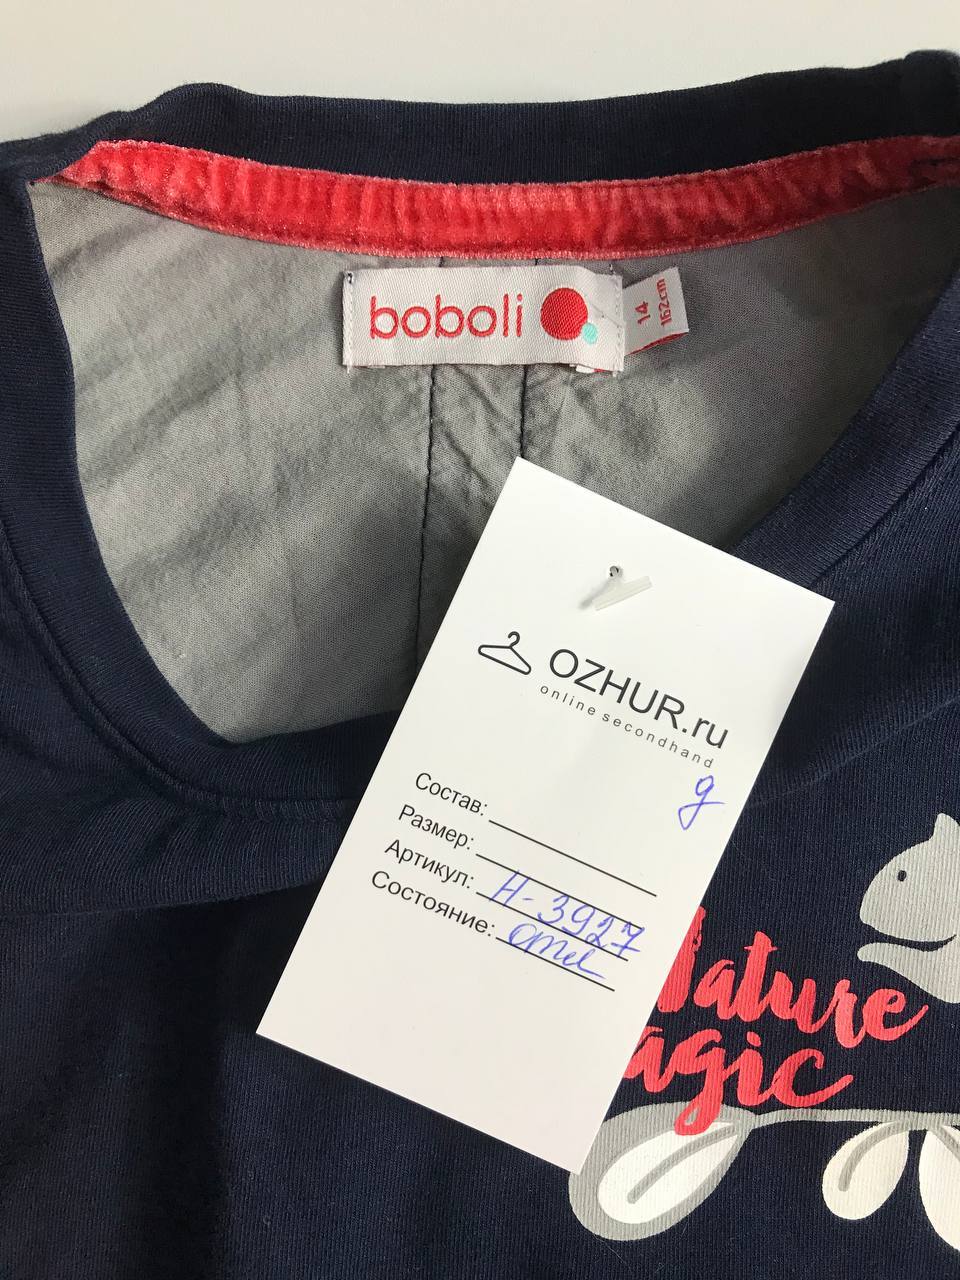 boboli
14
162cm
OZHUR.ru
online secondhand
g
Состав:
Размер:
Артикул: Н-3927
Состояние: отл
Nature
agic